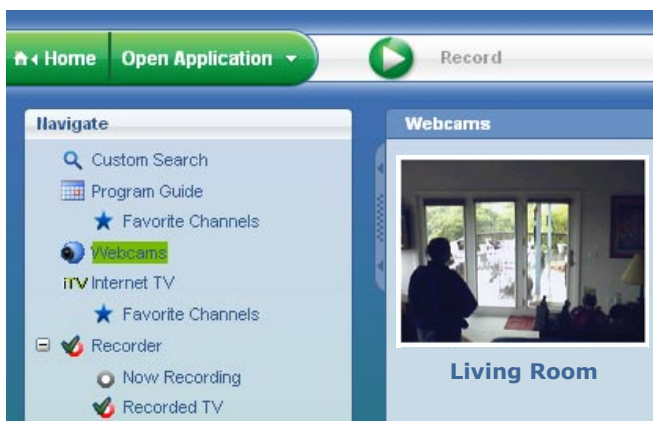 Home
Open Application
Record
Navigate
Custom Search
Program Guide
Favorite Channels
Webcams
iTV Internet TV
Favorite Channels
Recorder
Now Recording
Recorded TV
Webcams
Living Room